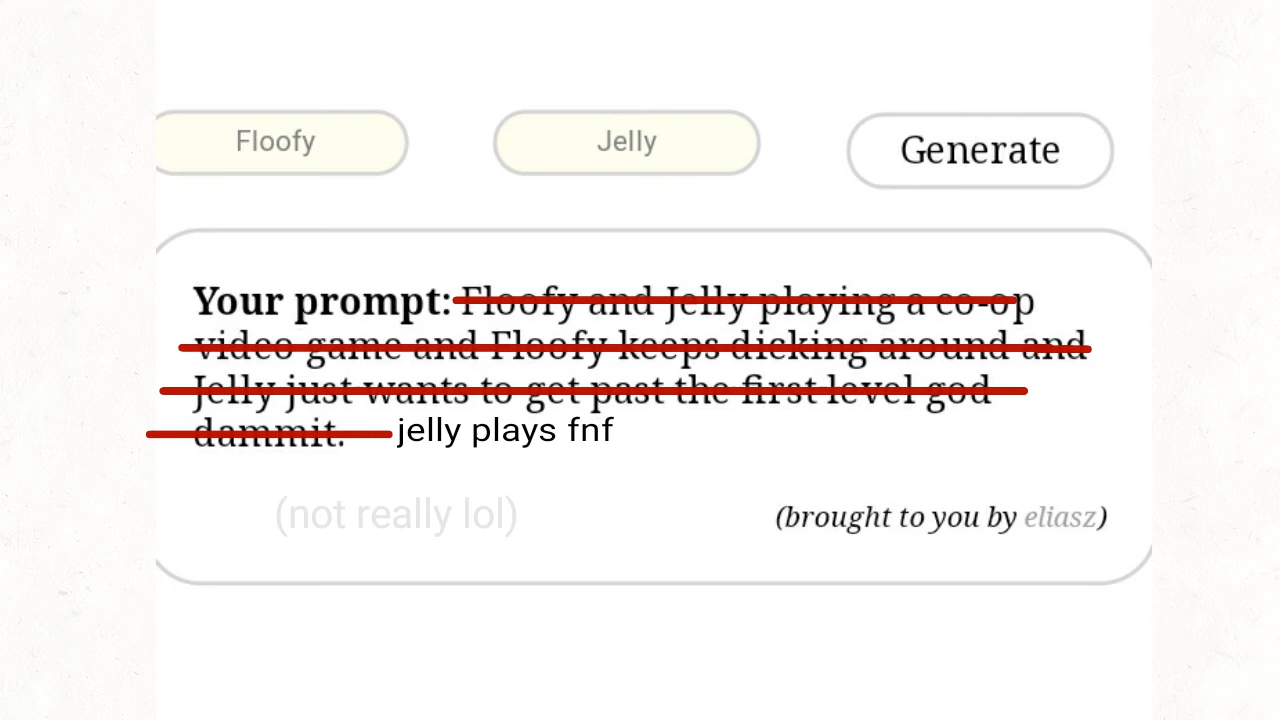 Floofy
Jelly
Generate
Your prompt: Floofy and Jelly playing a co-op
video game and Floofy keeps dicking around and
Jelly just wants to get past the first level god
dammit. jelly plays fnf
(not really lol)
(brought to you by eliasz)